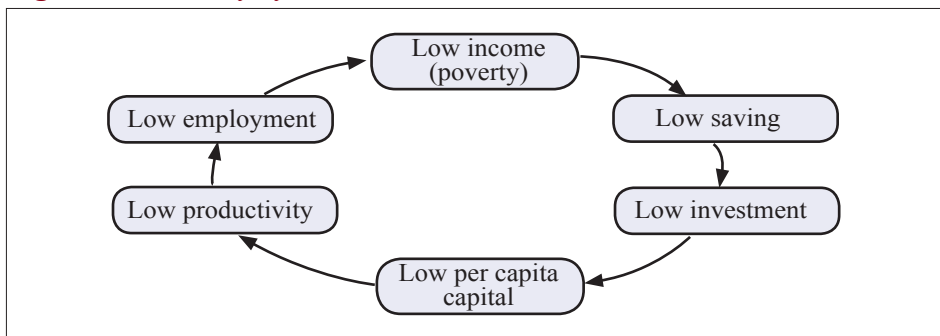 Low income
(poverty)
Low saving
Low investment
Low per capita
capital
Low productivity
Low employment